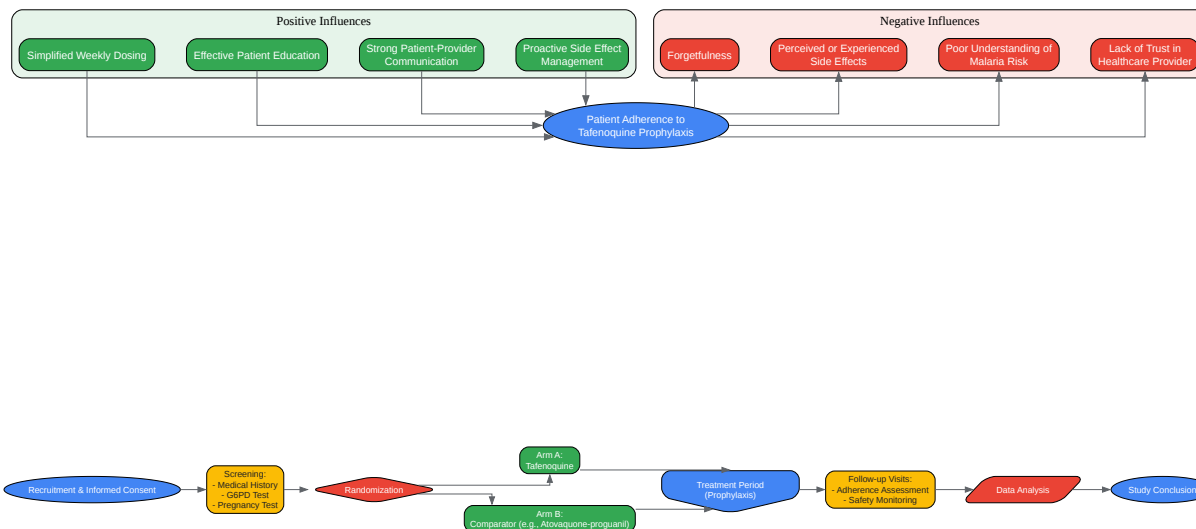 Positive Influences
Negative Influences
Simplified Weekly Dosing
Effective Patient Education
Strong Patient-Provider
Communication
Proactive Side Effect
Management
Forgetfulness
Perceived or Experienced
Side Effects
Poor Understanding of
Malaria Risk
Lack of Trust in
Healthcare Provider
Patient Adherence to
Tafenoquine Prophylaxis
Recruitment & Informed Consent
Screening:
- Medical History
- G6PD Test
- Pregnancy Test
Randomization
Arm A:
Tafenoquine
Arm B:
Comparator (e.g., Atovaquone-proguanil)
Treatment Period
(Prophylaxis)
Follow-up Visits:
- Adherence Assessment
- Safety Monitoring
Data Analysis
Study Conclusion